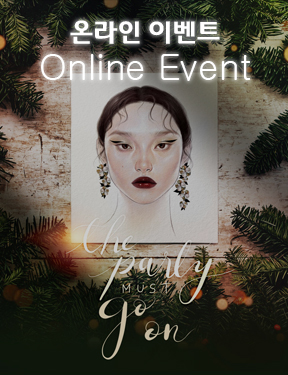 온라인 이벤트
Online Event
the
party
MUST
go
on